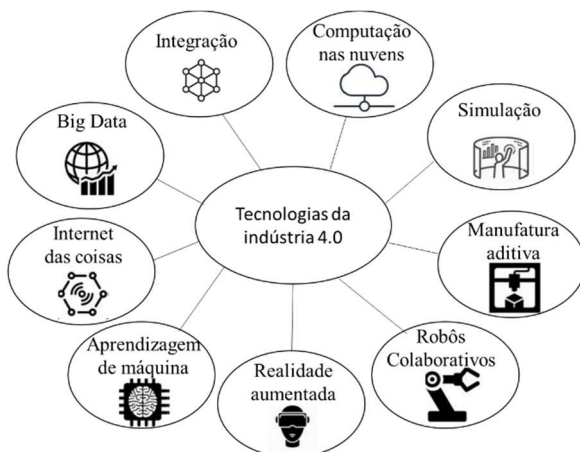 Integração
Computação
nas nuvens
Big Data
Simulação
Tecnologias da
indústria 4.0
Internet
das coisas
Manufatura
aditiva
Aprendizagem
de máquina
Realidade
aumentada
Robôs
Colaborativos